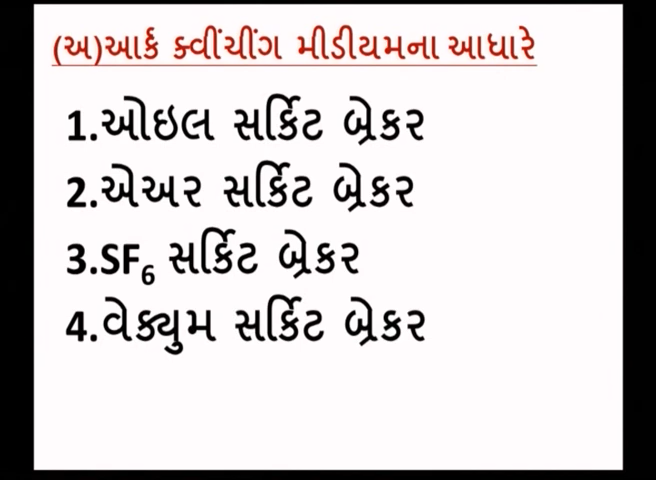 (અ)આર્ક ક્વીંચીંગ મીડીયમના આધારે
1.ઓઇલ સર્કિટ બ્રેકર
2.એઅર સર્કિટ બ્રેકર
3.SF₆ સર્કિટ બ્રેકર
4.વેક્યુમ સર્કિટ બ્રેકર